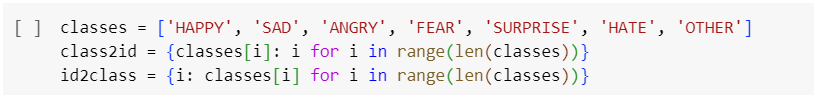 [ ] classes = ['HAPPY', 'SAD', 'ANGRY', 'FEAR', 'SURPRISE', 'HATE', 'OTHER']
class2id = {classes[i]: i for i in range(len(classes))}
id2class = {i: classes[i] for i in range(len(classes))}